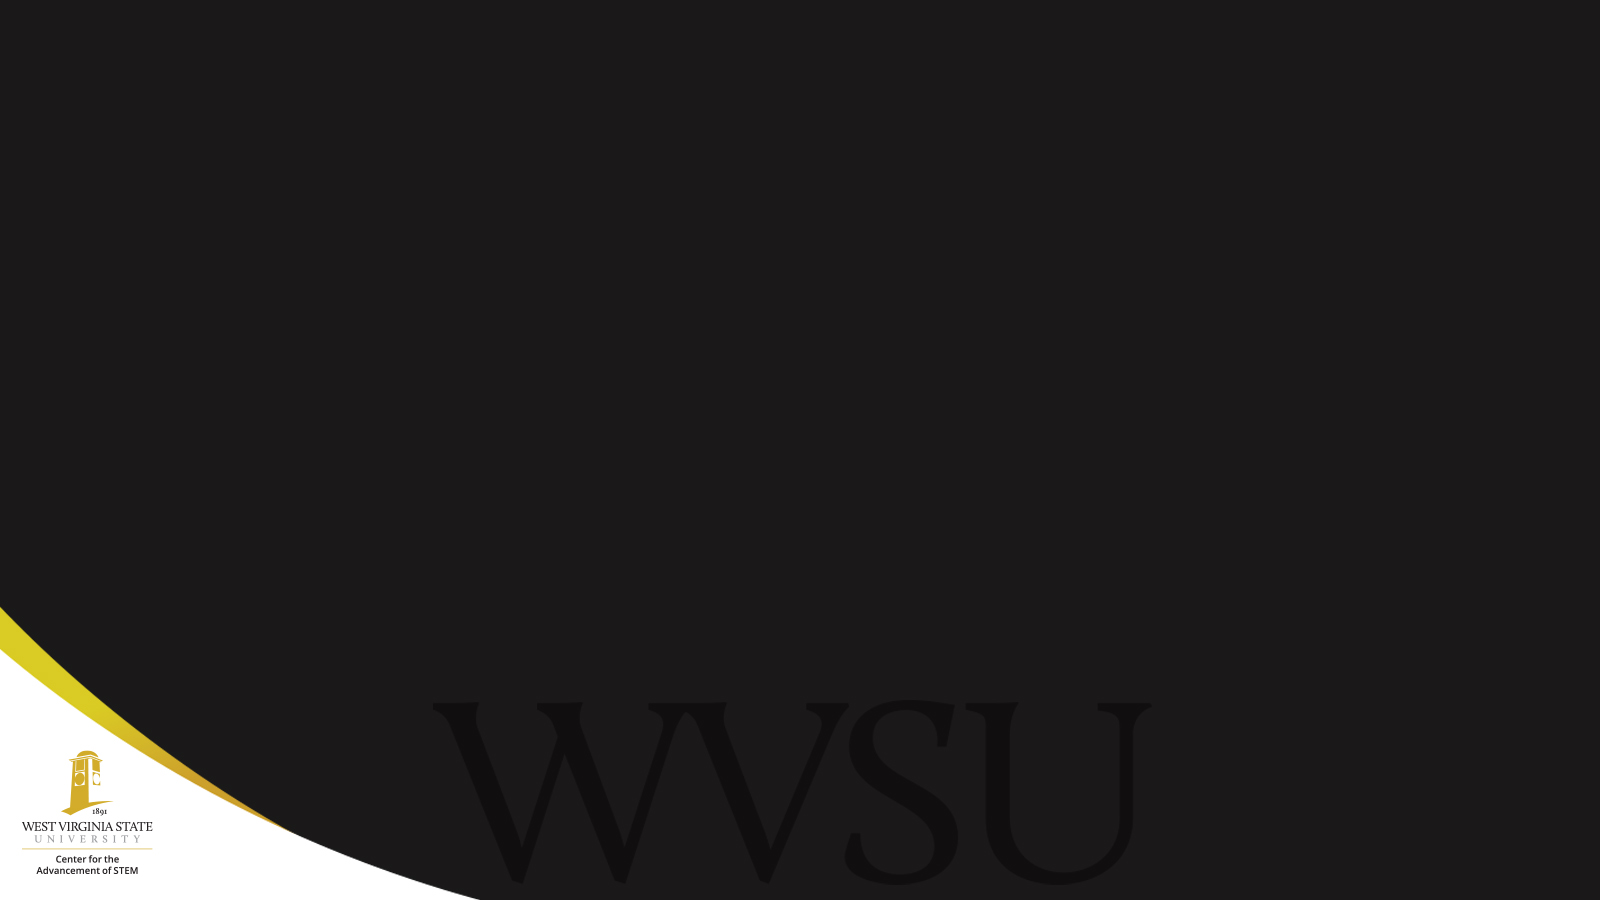 WVSU
1891
WEST VIRGINIA STATE
UNIVERSITY
Center for the
Advancement of STEM